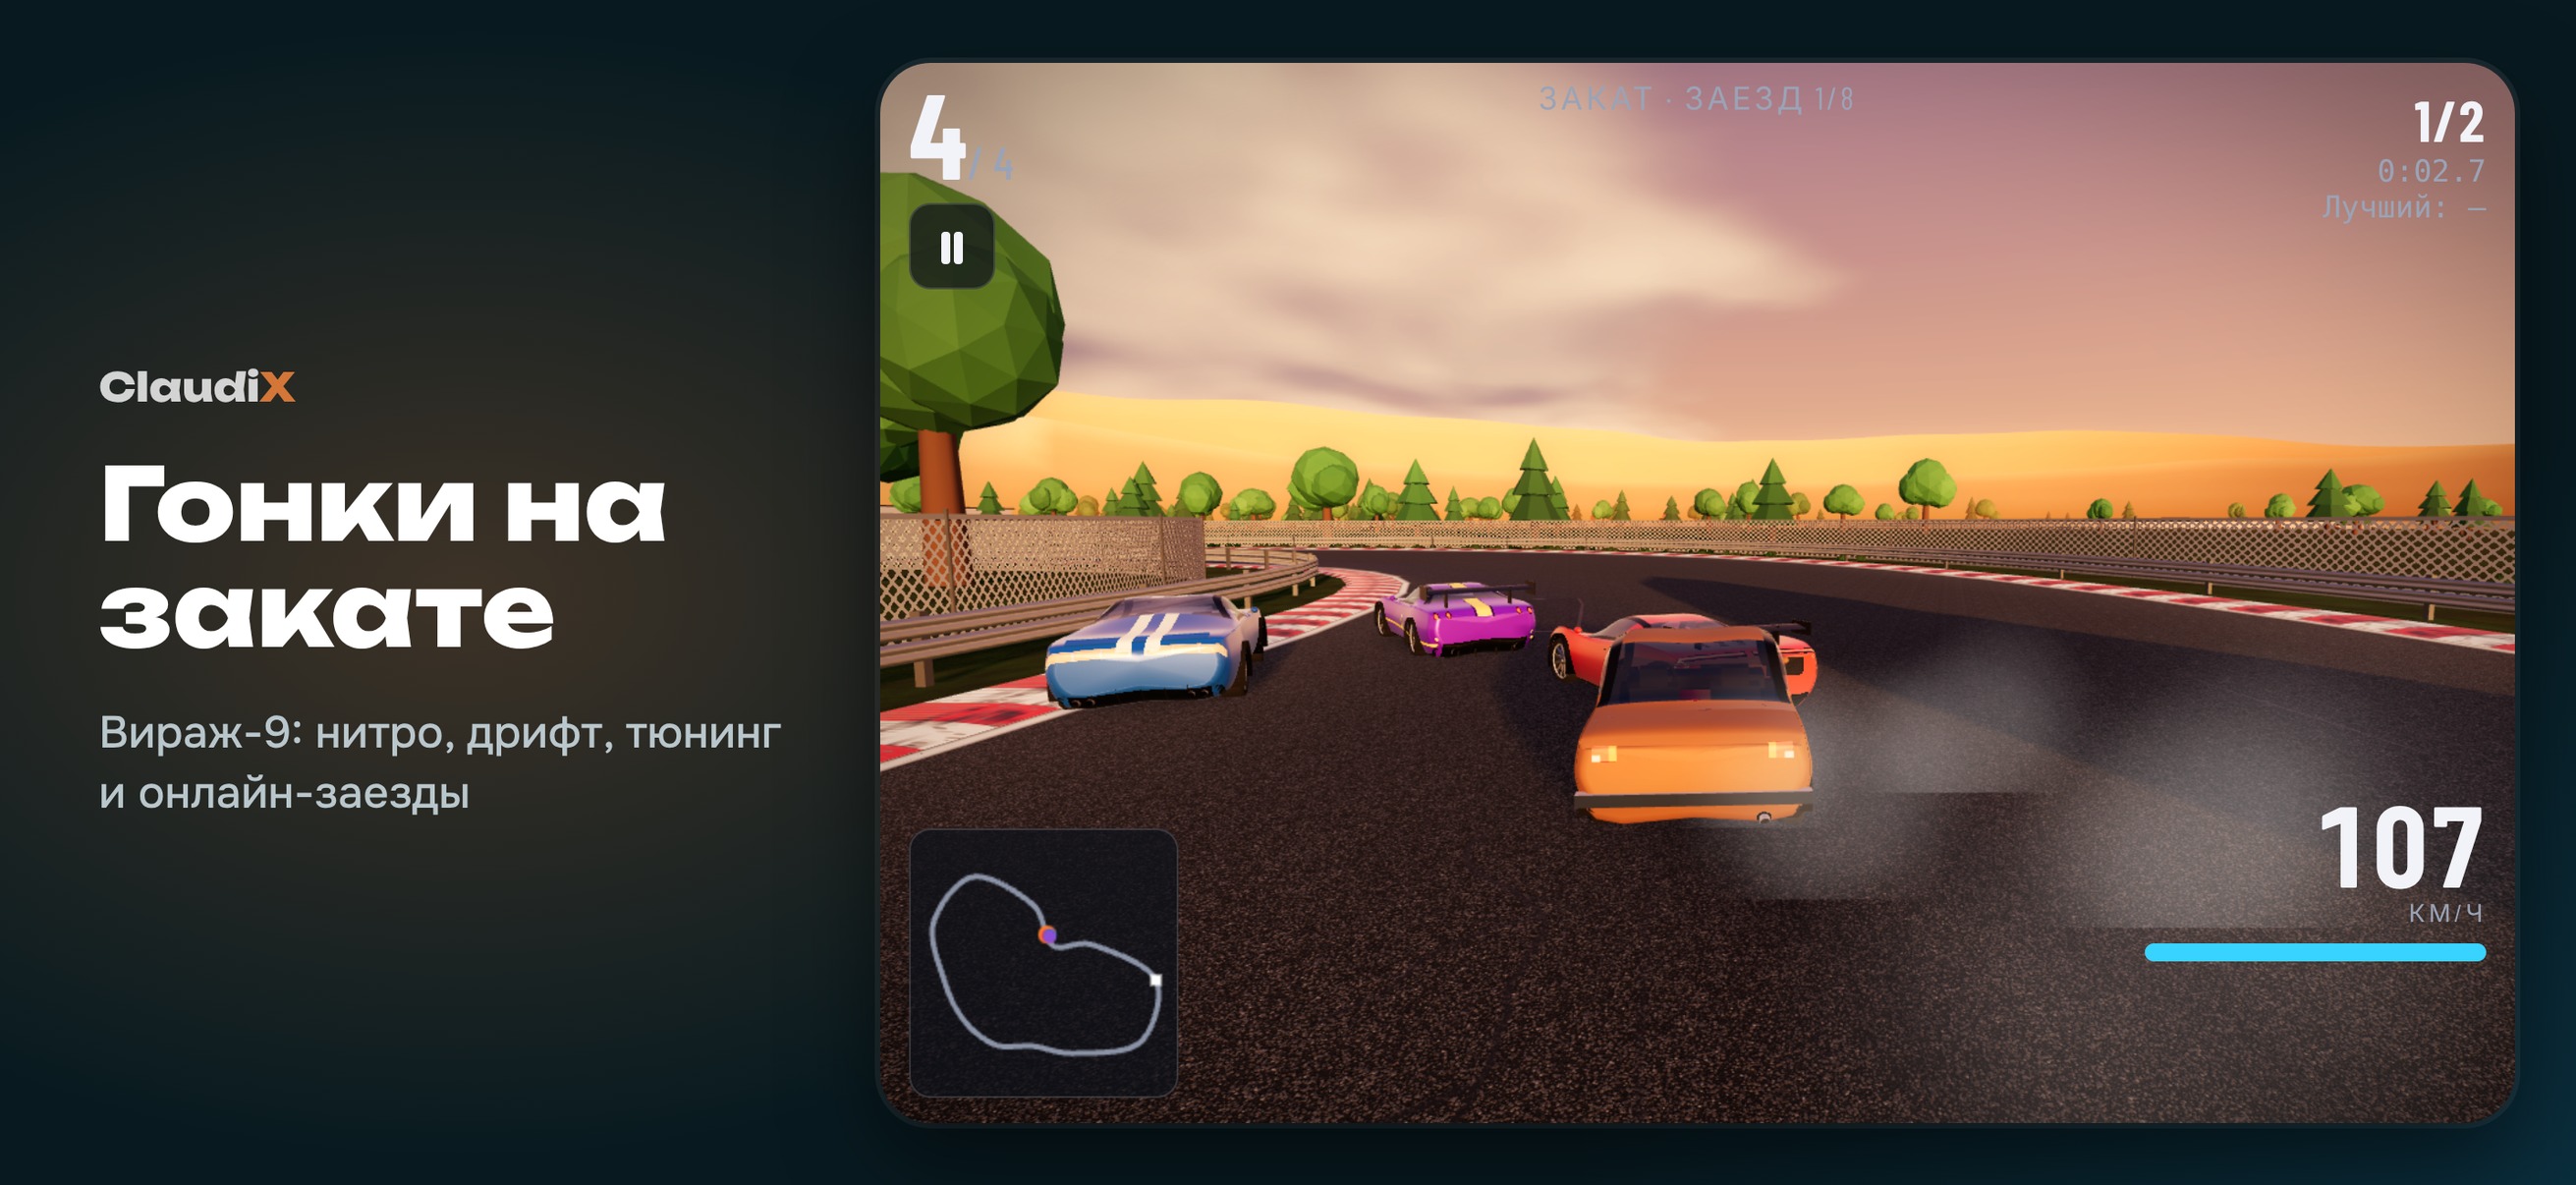 ClaudiX
Гонки на
закате
Вираж-9: нитро, дрифт, тюнинг
и онлайн-заезды
4/ 4
ЗАКАТ · ЗАЕЗД 1/8
1/2
0:02.7
Лучший: —
107
КМ/Ч